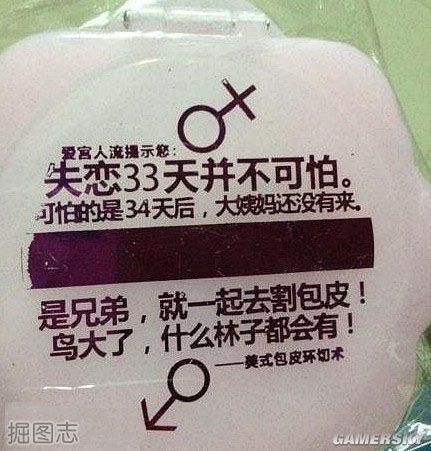 爱宫人流提示您：
失恋33天并不可怕。
可怕的是34天后，大姨妈还没有来。
是兄弟，就一起去割包皮！
鸟大了，什么林子都会有！
——美式包皮环切术
掘图志
GAMERSKY